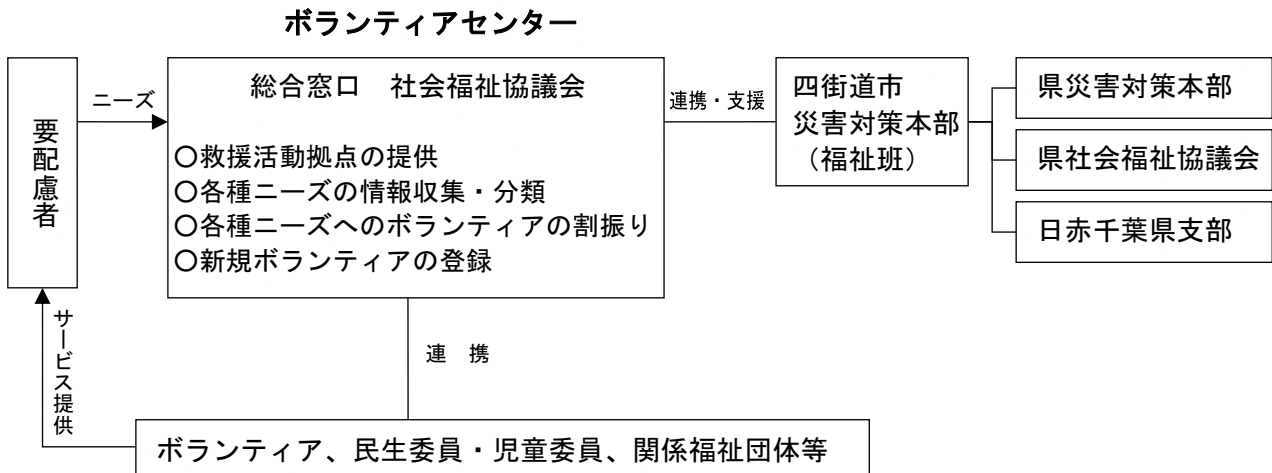 ボランティアセンター
要配慮者
ニーズ
総合窓口　社会福祉協議会
○救援活動拠点の提供
○各種ニーズの情報収集・分類
○各種ニーズへのボランティアの割振り
○新規ボランティアの登録
連携・支援
四街道市
災害対策本部
（福祉班）
県災害対策本部
県社会福祉協議会
日赤千葉県支部
サービス提供
連　携
ボランティア、民生委員・児童委員、関係福祉団体等